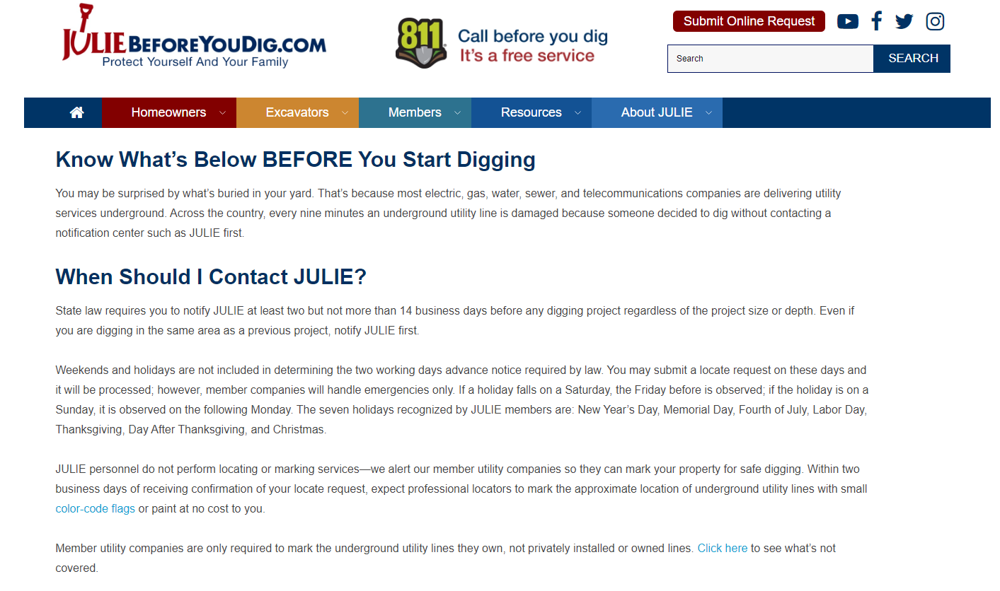 JULIEBEFOREYOUDIG.COM
Protect Yourself And Your Family
811
Call before you dig
It's a free service
Submit Online Request
Search
SEARCH
Homeowners
Excavators
Members
Resources
About JULIE
Know What’s Below BEFORE You Start Digging
You may be surprised by what’s buried in your yard. That’s because most electric, gas, water, sewer, and telecommunications companies are delivering utility
services underground. Across the country, every nine minutes an underground utility line is damaged because someone decided to dig without contacting a
notification center such as JULIE first.
When Should I Contact JULIE?
State law requires you to notify JULIE at least two but not more than 14 business days before any digging project regardless of the project size or depth. Even if
you are digging in the same area as a previous project, notify JULIE first.
Weekends and holidays are not included in determining the two working days advance notice required by law. You may submit a locate request on these days and
it will be processed; however, member companies will handle emergencies only. If a holiday falls on a Saturday, the Friday before is observed; if the holiday is on a
Sunday, it is observed on the following Monday. The seven holidays recognized by JULIE members are: New Year’s Day, Memorial Day, Fourth of July, Labor Day,
Thanksgiving, Day After Thanksgiving, and Christmas.
JULIE personnel do not perform locating or marking services—we alert our member utility companies so they can mark your property for safe digging. Within two
business days of receiving confirmation of your locate request, expect professional locators to mark the approximate location of underground utility lines with small
color-code flags or paint at no cost to you.
Member utility companies are only required to mark the underground utility lines they own, not privately installed or owned lines. Click here to see what’s not
covered.